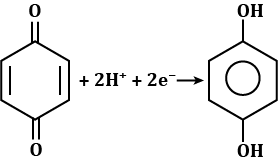 O
OH
+ 2H⁺ + 2e⁻ →
O
OH